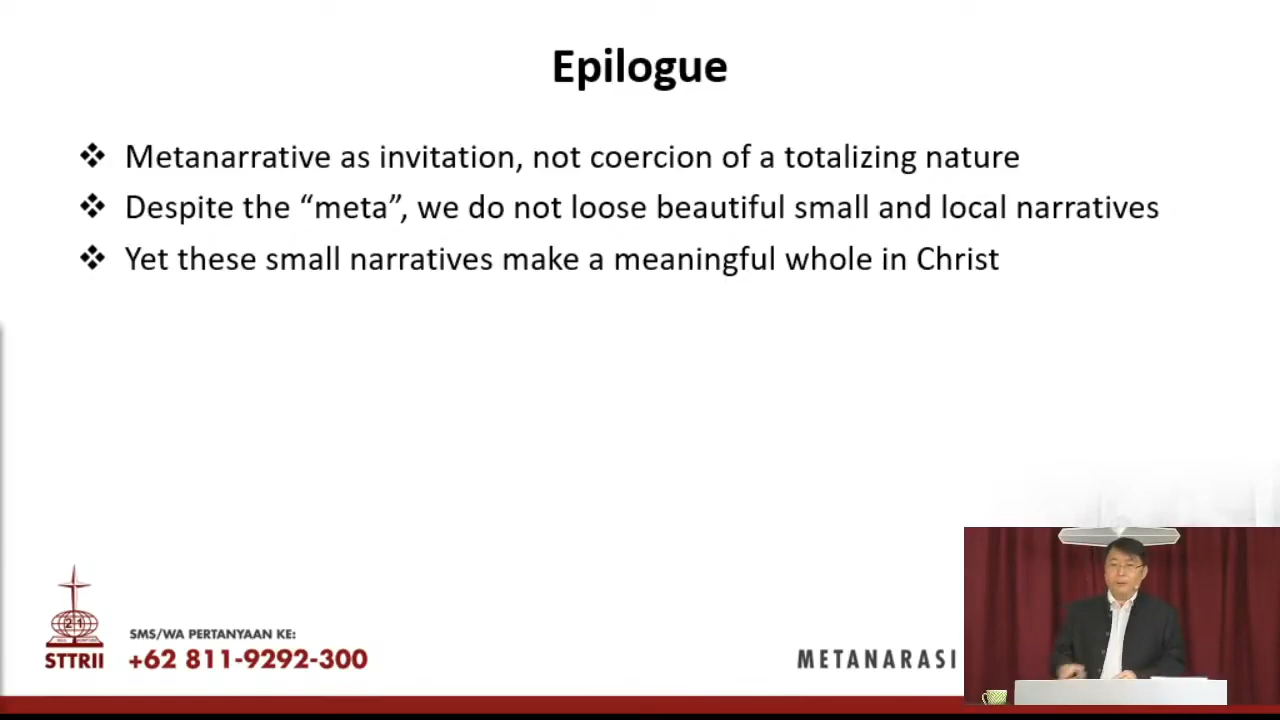 Epilogue
❖ Metanarrative as invitation, not coercion of a totalizing nature
❖ Despite the “meta”, we do not loose beautiful small and local narratives
❖ Yet these small narratives make a meaningful whole in Christ
21
STTRII
SMS/WA PERTANYAAN KE:
+62 811-9292-300
METANARASI